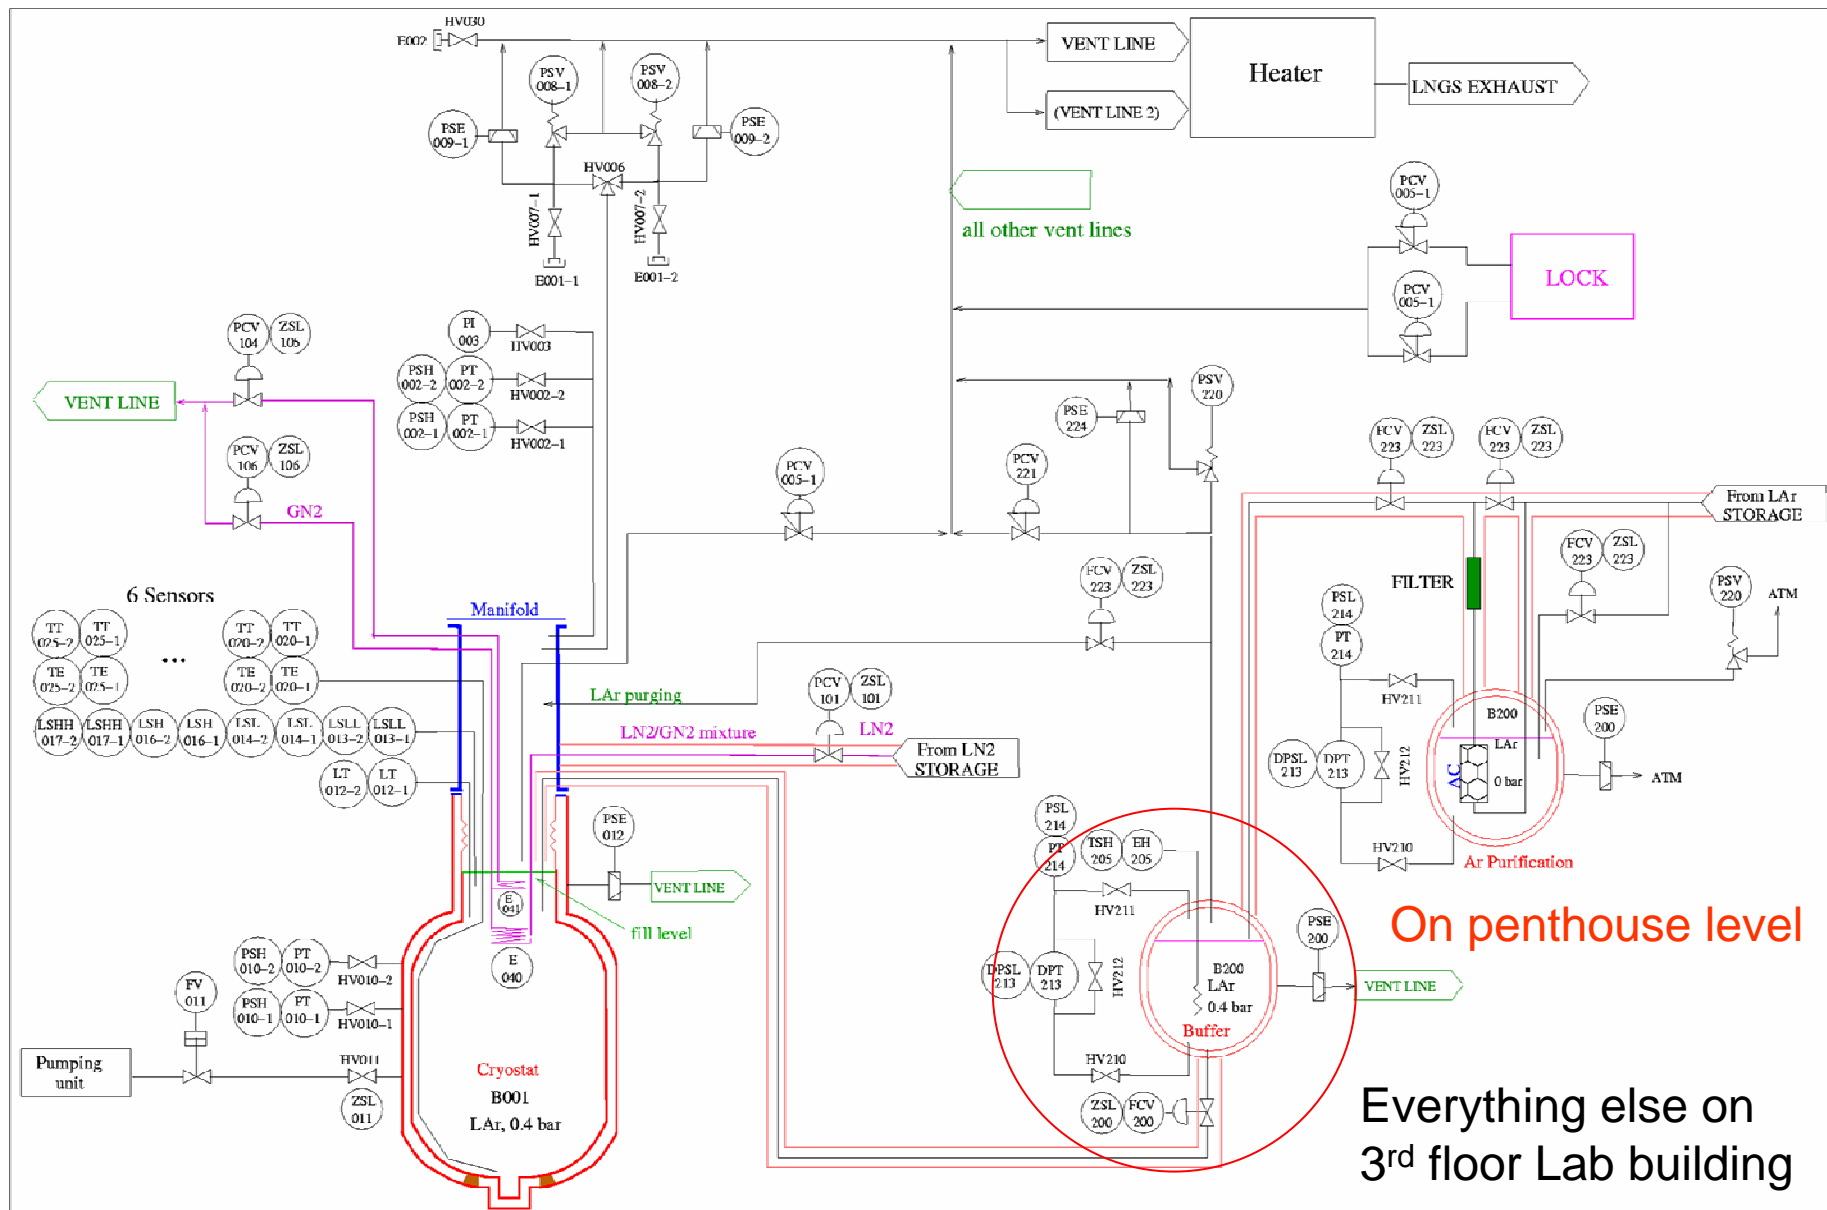 HV030
E002
VENT LINE
Heater
LNGS EXHAUST
(VENT LINE 2)
PSV
008-1
PSV
008-2
PSE
009-1
PSE
009-2
HV006
HV007-1
HV007-2
E001-1
E001-2
all other vent lines
PCV
005-1
PCV
005-1
LOCK
PCV
104
ZSL
106
PI
003
HV003
PSH
002-2
PT
002-2
HV002-2
PSH
002-1
PT
002-1
HV002-1
VENT LINE
PCV
106
ZSL
106
GN2
PSV
220
PSE
224
PCV
005-1
PCV
221
FCV
223
ZSL
223
FCV
223
ZSL
223
From LAr
STORAGE
FCV
223
ZSL
223
FCV
223
ZSL
223
FILTER
PSV
220
ATM
PSL
214
PT
214
HV211
6 Sensors
Manifold
TT
025-2
TT
025-1
...
TT
020-2
TT
020-1
TE
025-2
TE
025-1
TE
020-2
TE
020-1
LSHH
017-2
LSHH
017-1
LSH
016-2
LSH
016-1
LSL
014-2
LSL
014-1
LSLL
013-2
LSLL
013-1
LT
012-2
LT
012-1
LAr purging
PCV
101
ZSL
101
LN2/GN2 mixture
LN2
From LN2
STORAGE
B200
LAr
0 bar
AC
PSE
200
ATM
DPSL
213
DPT
213
HV212
HV210
Ar Purification
PSE
012
VENT LINE
E
041
fill level
E
040
PSL
214
PT
214
TSH
205
EH
205
HV211
On penthouse level
PSE
200
VENT LINE
DPSL
213
DPT
213
HV212
B200
LAr
0.4 bar
Buffer
HV210
ZSL
200
FCV
200
PSH
010-2
PT
010-2
HV010-2
PSH
010-1
PT
010-1
HV010-1
FV
011
Pumping
unit
HV011
ZSL
011
Cryostat
B001
LAr, 0.4 bar
Everything else on
3rd floor Lab building